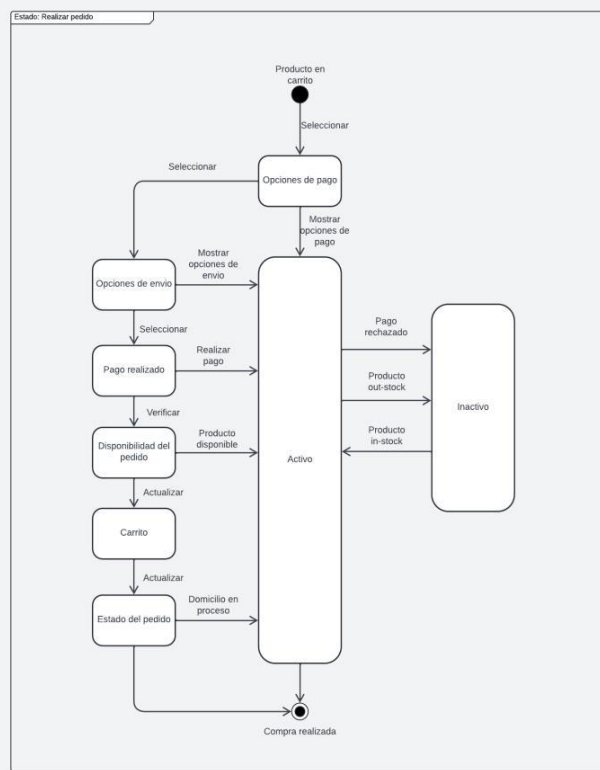 Estado: Realizar pedido
Producto en
carrito
Seleccionar
Seleccionar
Opciones de pago
Mostrar
opciones de
pago
Mostrar
opciones de
envio
Opciones de envio
Seleccionar
Pago
rechazado
Realizar
pago
Pago realizado
Producto
out-stock
Inactivo
Verificar
Producto
disponible
Disponibilidad del
pedido
Producto
in-stock
Activo
Actualizar
Carrito
Actualizar
Domicilio en
proceso
Estado del pedido
Compra realizada